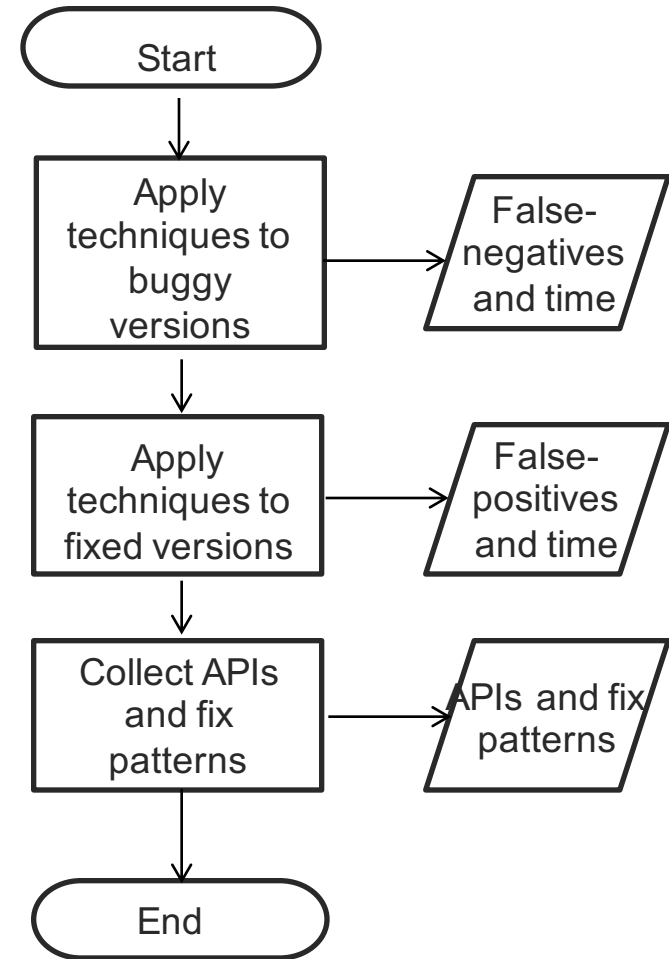 Start
Apply
techniques to
buggy
versions
False-
negatives
and time
Apply
techniques to
fixed versions
False-
positives
and time
Collect APIs
and fix
patterns
APIs and fix
patterns
End